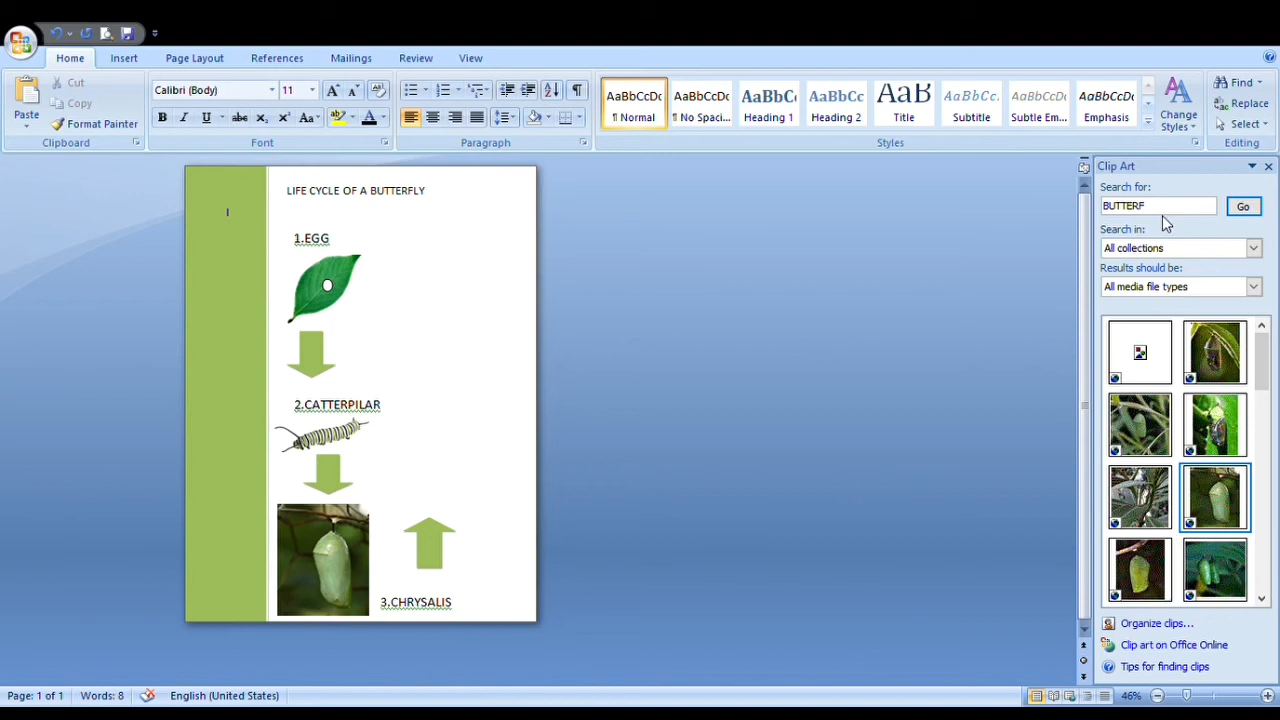 Home Insert Page Layout References Mailings Review View
Paste
Cut
Copy
Format Painter
Clipboard
Calibri (Body) 11
B I U abc X₂ X² Aa
Font
Paragraph
AaBbCcDc AaBbCcDc AaBbCc AaBbCc AaB AaBbCc. AaBbCcDc AaBbCcDc
¶ Normal ¶ No Spaci... Heading 1 Heading 2 Title Subtitle Subtle Em... Emphasis
Change Styles
Styles
Find
Replace
Select
Editing
LIFE CYCLE OF A BUTTERFLY
1.EGG
2.CATTERPILAR
3.CHRYSALIS
Clip Art
Search for:
BUTTERF Go
Search in:
All collections
Results should be:
All media file types
Organize clips...
Clip art on Office Online
Tips for finding clips
Page: 1 of 1 Words: 8 English (United States) 46%